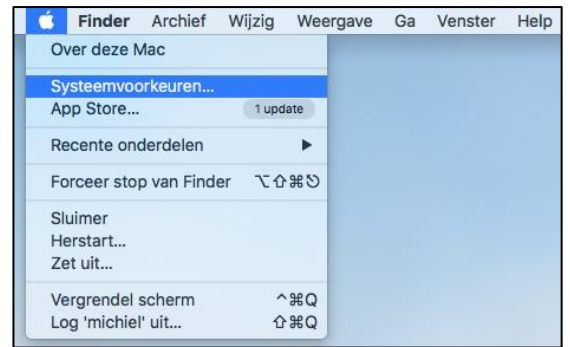 Finder Archief Wijzig Weergave Ga Venster Help
Over deze Mac
Systeemvoorkeuren...
App Store... 1 update
Recente onderdelen ▶
Forceer stop van Finder ⌥⇧⌘⎋
Sluimer
Herstart...
Zet uit...
Vergrendel scherm ^⌘Q
Log 'michiel' uit... ⇧⌘Q